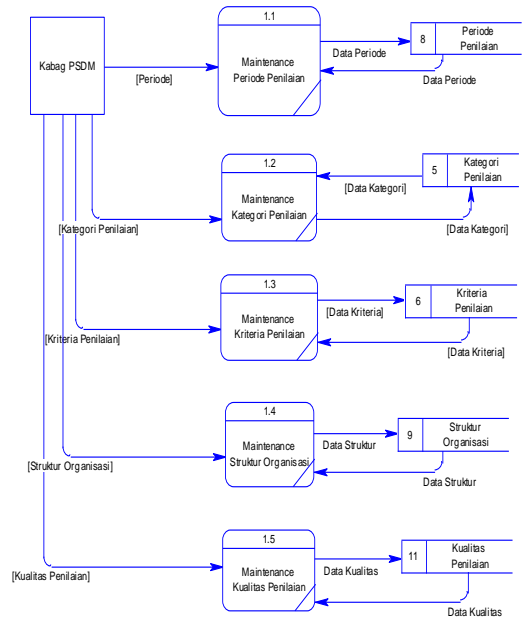 Kabag PSDM
[Periode]
1.1
Maintenance
Periode Penilaian
Data Periode
8
Periode
Penilaian
Data Periode
[Kategori Penilaian]
1.2
Maintenance
Kategori Penilaian
[Data Kategori]
5
Kategori
Penilaian
[Data Kategori]
[Kriteria Penilaian]
1.3
Maintenance
Kriteria Penilaian
[Data Kriteria]
6
Kriteria
Penilaian
[Data Kriteria]
[Struktur Organisasi]
1.4
Maintenance
Struktur Organisasi
Data Struktur
9
Struktur
Organisasi
Data Struktur
[Kualitas Penilaian]
1.5
Maintenance
Kualitas Penilaian
Data Kualitas
11
Kualitas
Penilaian
Data Kualitas